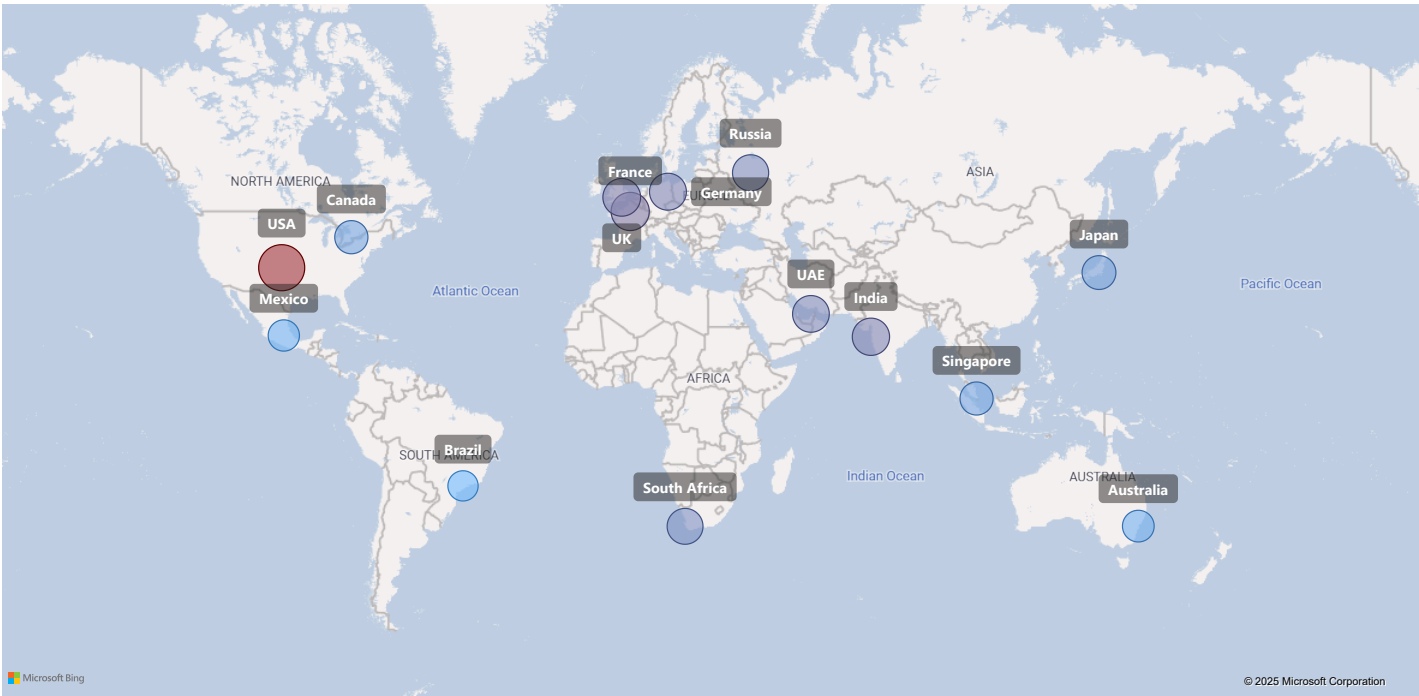 Russia
France
ASIA
NORTH AMERICA
Germany
Canada
USA
Japan
UK
UAE
Pacific Ocean
Atlantic Ocean
India
Mexico
Singapore
AFRICA
Brazil
SOUTH AMERICA
Indian Ocean
AUSTRALIA
South Africa
Australia
Microsoft Bing
© 2025 Microsoft Corporation